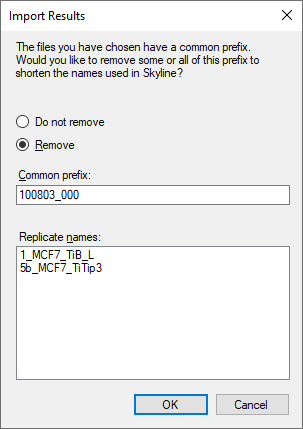 Import Results
The files you have chosen have a common prefix.
Would you like to remove some or all of this prefix to
shorten the names used in Skyline?
Do not remove
Remove
Common prefix:
100803_000
Replicate names:
1_MCF7_TiB_L
5b_MCF7_TiTip3
OK
Cancel